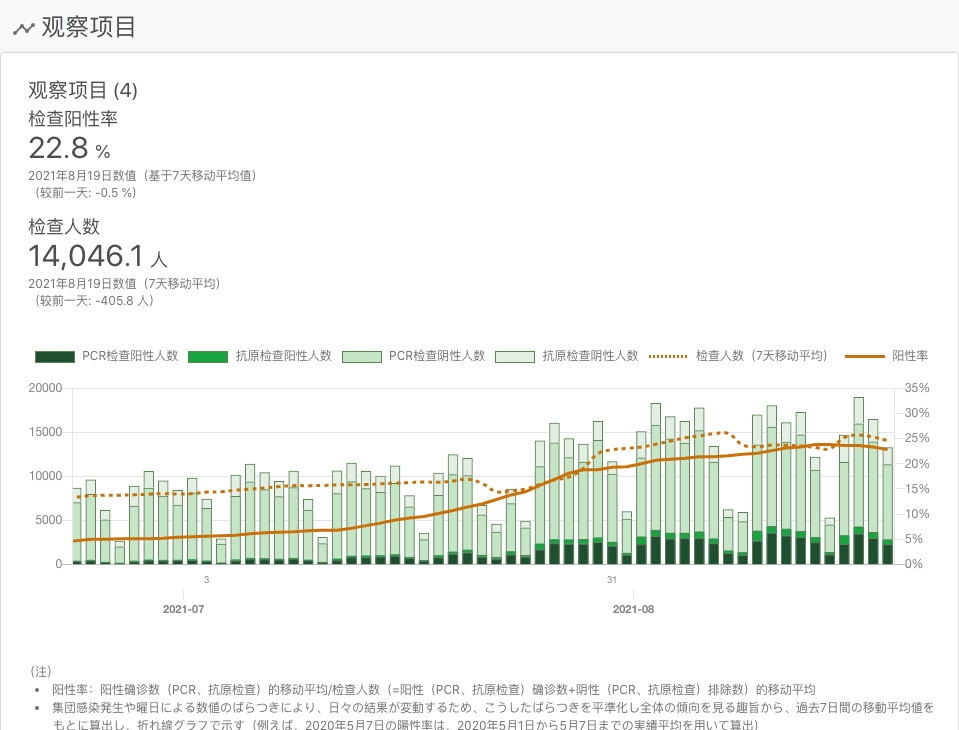 观察项目
观察项目 (4)
检查阳性率
22.8 %
2021年8月19日数值（基于7天移动平均值）
（较前一天: -0.5 %）
检查人数
14,046.1 人
2021年8月19日数值（7天移动平均）
（较前一天: -405.8 人）
PCR检查阳性人数 抗原检查阳性人数 PCR检查阴性人数 抗原检查阴性人数 检查人数（7天移动平均） 阳性率
20000 35%
30%
15000 25%
20%
10000 15%
10%
5000 5%
0 0%
3 31
2021-07 2021-08
（注）
• 阳性率：阳性确诊数（PCR、抗原检查）的移动平均/检查人数（=阳性（PCR、抗原检查）确诊数+阴性（PCR、抗原检查）排除数）的移动平均
• 集団感染発生や曜日による数値のばらつきにより、日々の結果が変動するため、こうしたばらつきを平準化し全体の傾向を見る趣旨から、過去7日間の移動平均値を
もとに算出し、折れ線グラフで示す（例えば、2020年5月7日の陽性率は、2020年5月1日から5月7日までの実績平均を用いて算出）